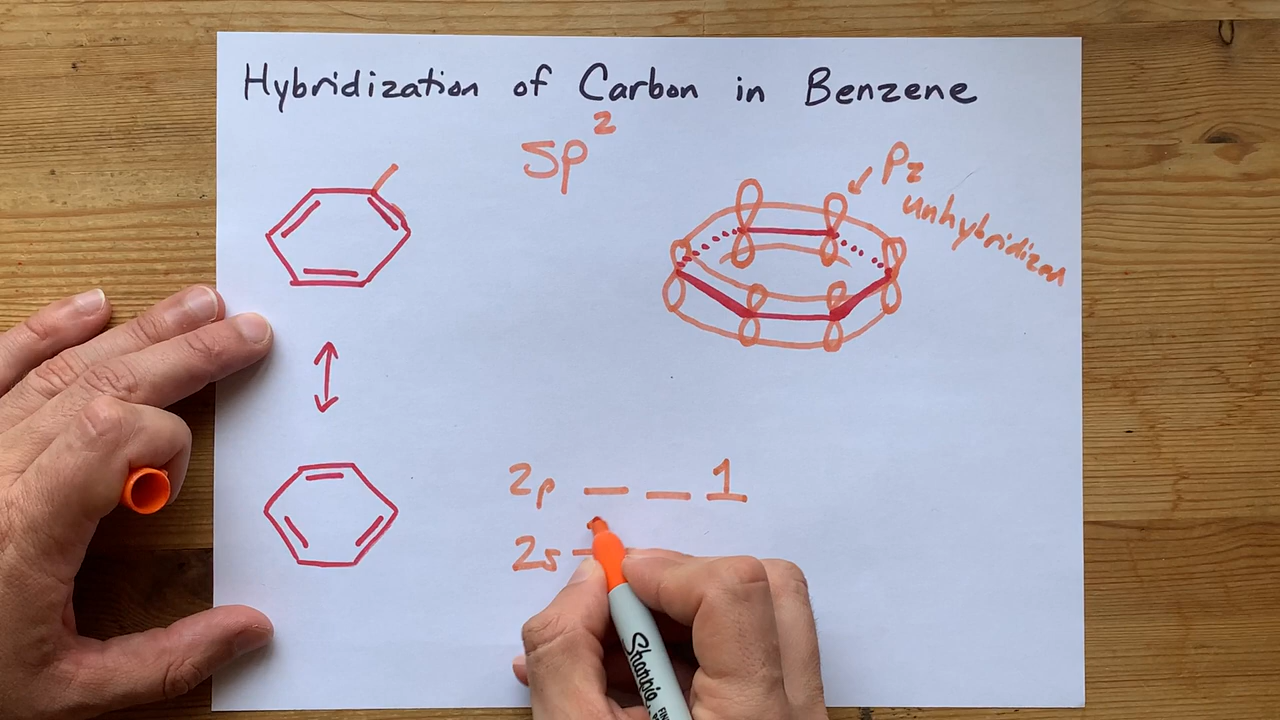 Hybridization of Carbon in Benzene
sp²
Pz
unhybridized
2p _ _ 1
2s
Sharpie